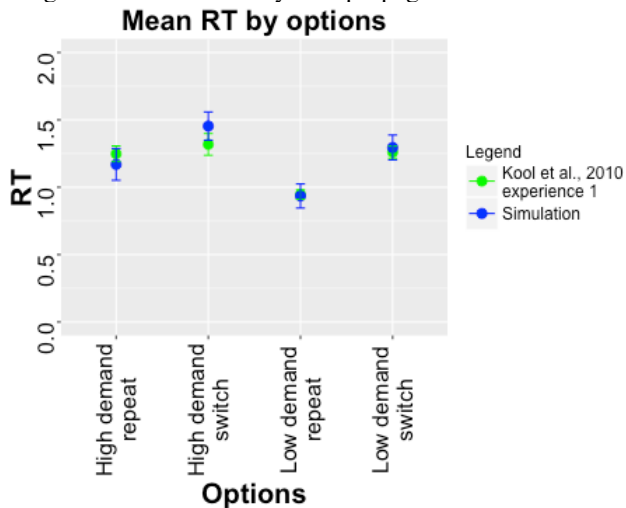 Mean RT by options
2.0
1.5
1.0
0.5
0.0
RT
High demand
repeat
High demand
switch
Low demand
repeat
Low demand
switch
Options
Legend
Kool et al., 2010
experience 1
Simulation